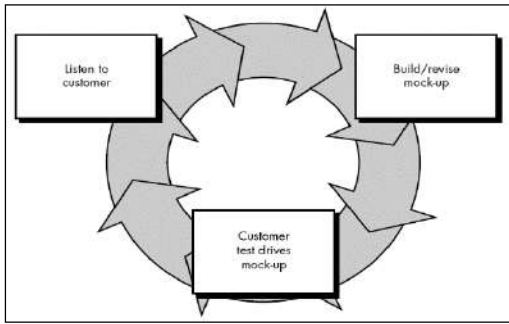 Listen to
customer
Build/revise
mock-up
Customer
test drives
mock-up